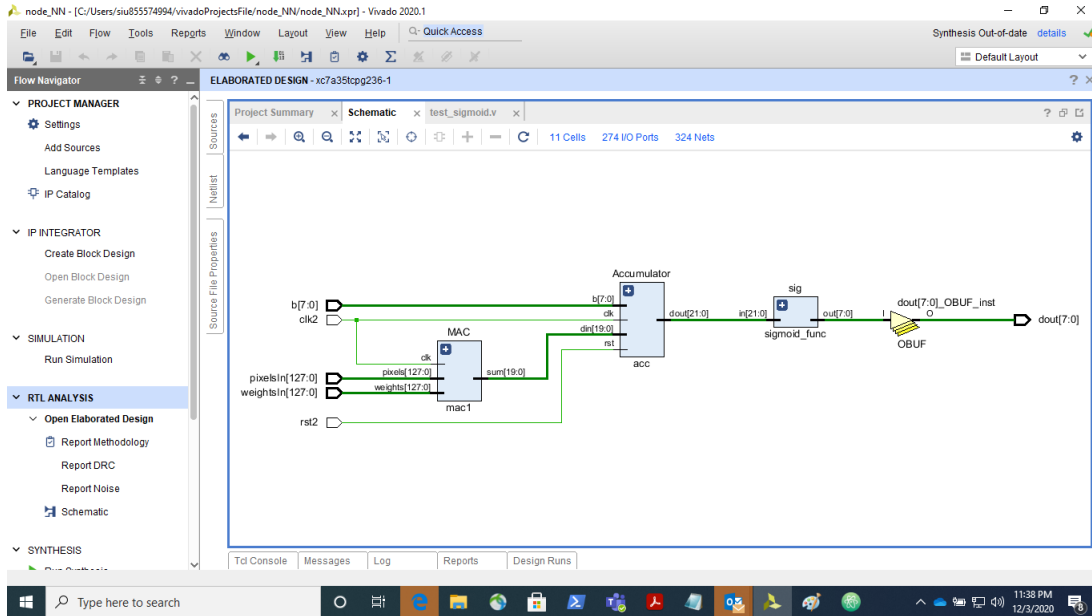 node_NN - [C:/Users/siu855574994/vivadoProjectsFile/node_NN/node_NN.xpr] - Vivado 2020.1
File Edit Flow Tools Reports Window Layout View Help Quick Access
Synthesis Out-of-date details
Default Layout
Flow Navigator
ELABORATED DESIGN - xc7a35tcpg236-1
PROJECT MANAGER
Settings
Add Sources
Language Templates
IP Catalog
IP INTEGRATOR
Create Block Design
Open Block Design
Generate Block Design
SIMULATION
Run Simulation
RTL ANALYSIS
Open Elaborated Design
Report Methodology
Report DRC
Report Noise
Schematic
SYNTHESIS
Sources
Netlist
Source File Properties
Project Summary Schematic test_sigmoid.v
11 Cells 274 I/O Ports 324 Nets
b[7:0]
clk2
pixelsIn[127:0]
weightsIn[127:0]
rst2
MAC
clk
pixels[127:0]
weights[127:0]
sum[19:0]
mac1
Accumulator
b[7:0]
clk
din[19:0]
rst
dout[21:0]
acc
sig
in[21:0]
out[7:0]
sigmoid_func
dout[7:0]_OBUF_inst
I
O
OBUF
dout[7:0]
Tcl Console Messages Log Reports Design Runs
Type here to search
11:38 PM
12/3/2020